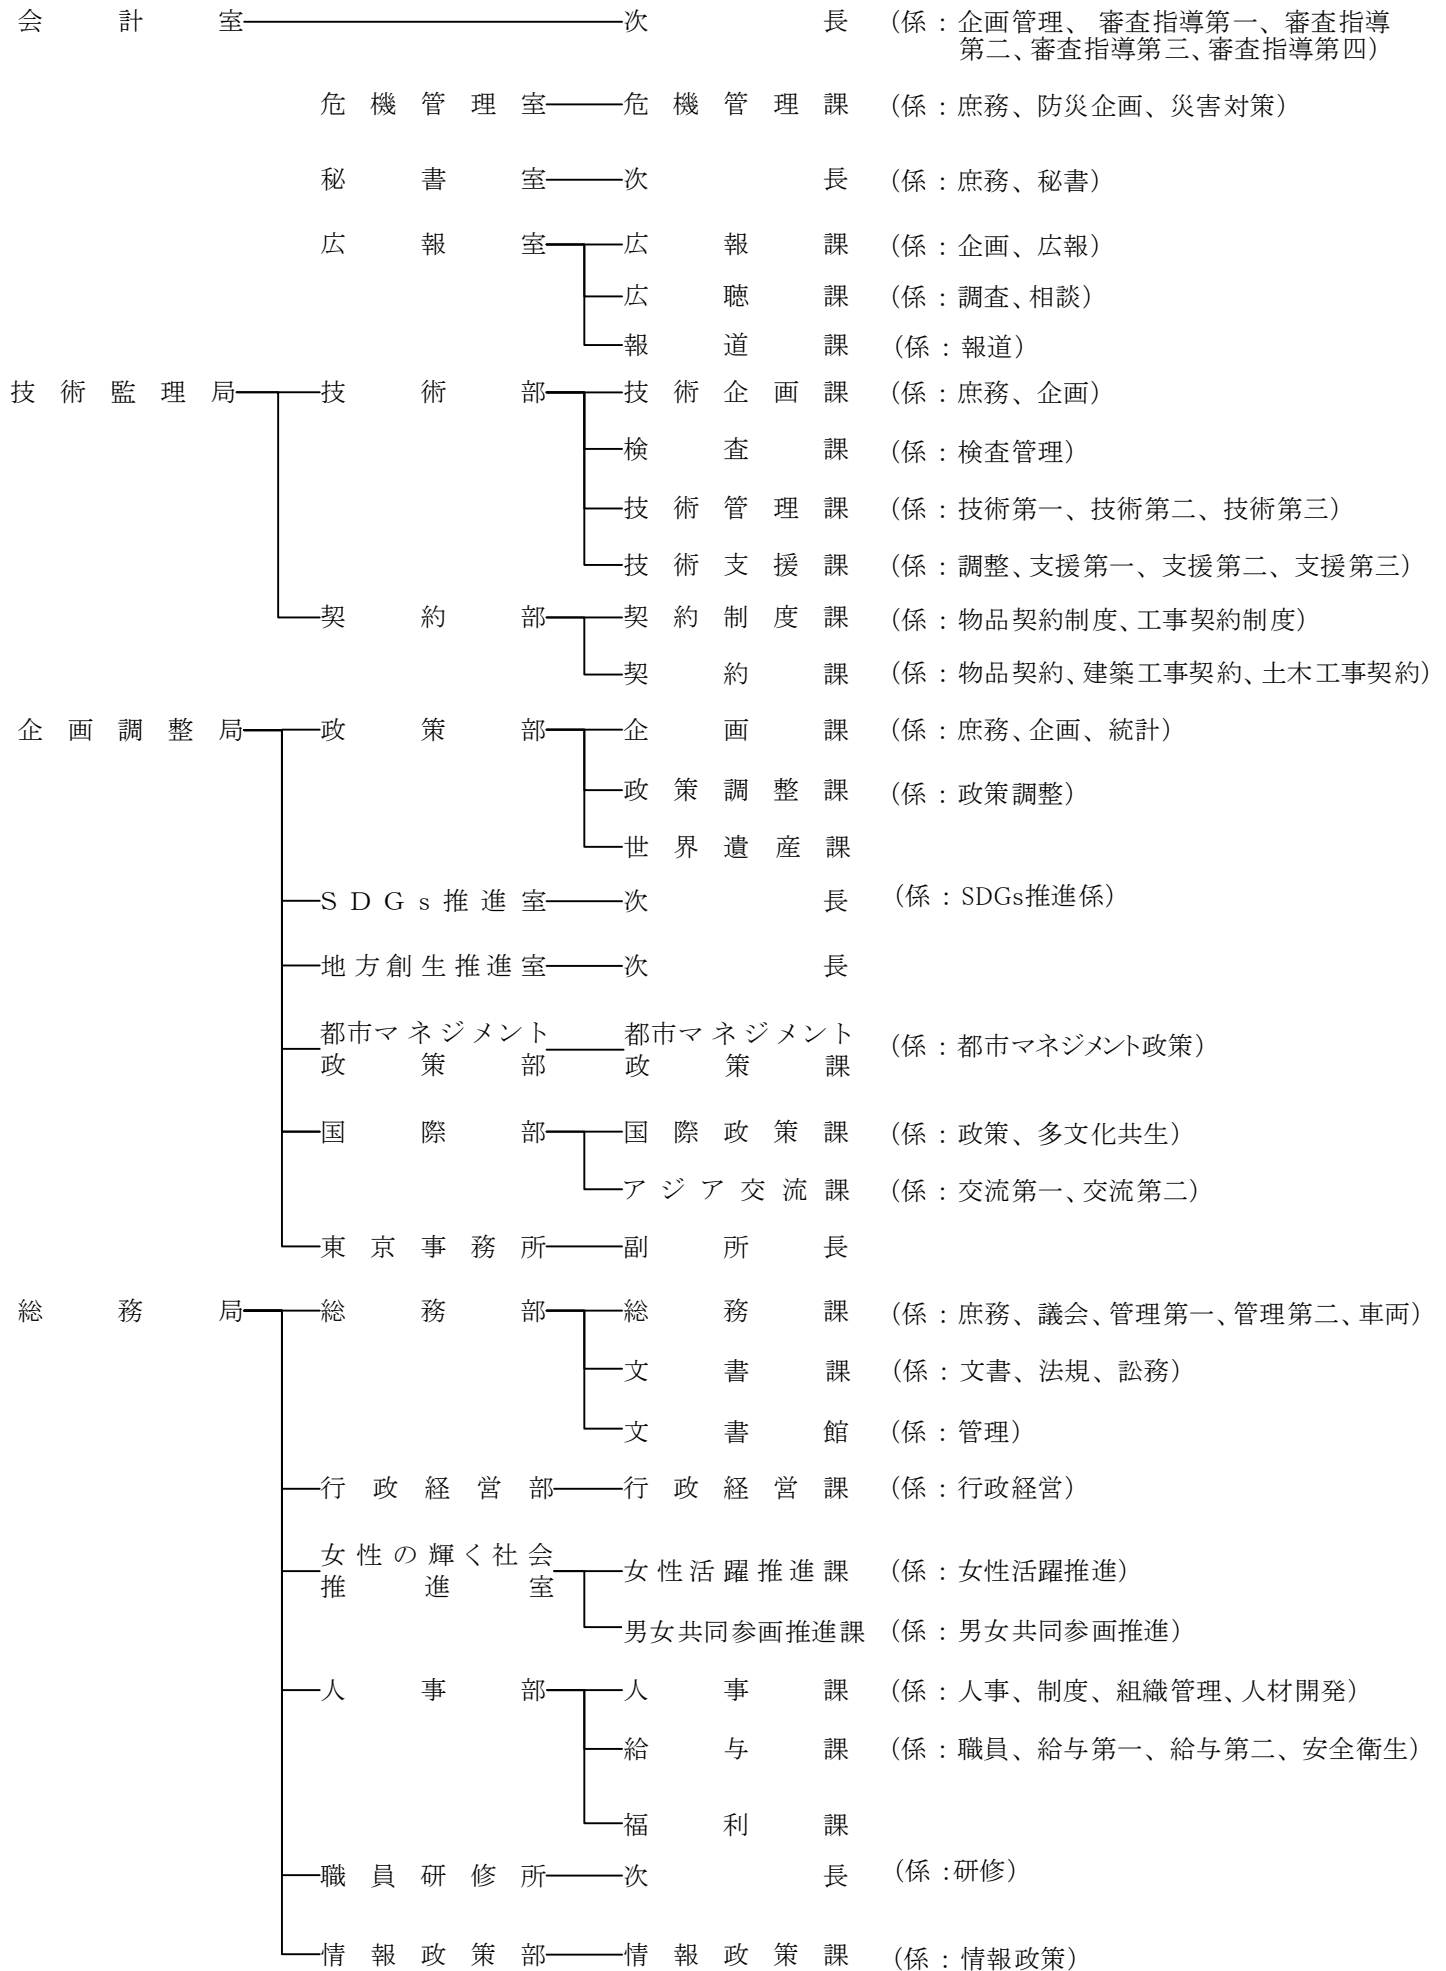 会計室 次長 (係：企画管理、審査指導第一、審査指導
第二、審査指導第三、審査指導第四)
危機管理室 危機管理課 (係：庶務、防災企画、災害対策)
秘書室 次長 (係：庶務、秘書)
広報室 広報課 (係：企画、広報)
広聴課 (係：調査、相談)
報道課 (係：報道)
技術監理局 技術部 技術企画課 (係：庶務、企画)
検査課 (係：検査管理)
技術管理課 (係：技術第一、技術第二、技術第三)
技術支援課 (係：調整、支援第一、支援第二、支援第三)
契約部 契約制度課 (係：物品契約制度、工事契約制度)
契約課 (係：物品契約、建築工事契約、土木工事契約)
企画調整局 政策部 企画課 (係：庶務、企画、統計)
政策調整課 (係：政策調整)
世界遺産課
SDGs推進室 次長 (係：SDGs推進係)
地方創生推進室 次長
都市マネジメント 都市マネジメント (係：都市マネジメント政策)
政策部 政策課
国際部 国際政策課 (係：政策、多文化共生)
アジア交流課 (係：交流第一、交流第二)
東京事務所 副所長
総務局 総務部 総務課 (係：庶務、議会、管理第一、管理第二、車両)
文書課 (係：文書、法規、訟務)
文書館 (係：管理)
行政経営部 行政経営課 (係：行政経営)
女性の輝く社会 女性活躍推進課 (係：女性活躍推進)
推進室
男女共同参画推進課 (係：男女共同参画推進)
人事部 人事課 (係：人事、制度、組織管理、人材開発)
給与課 (係：職員、給与第一、給与第二、安全衛生)
福利課
職員研修所 次長 (係：研修)
情報政策部 情報政策課 (係：情報政策)